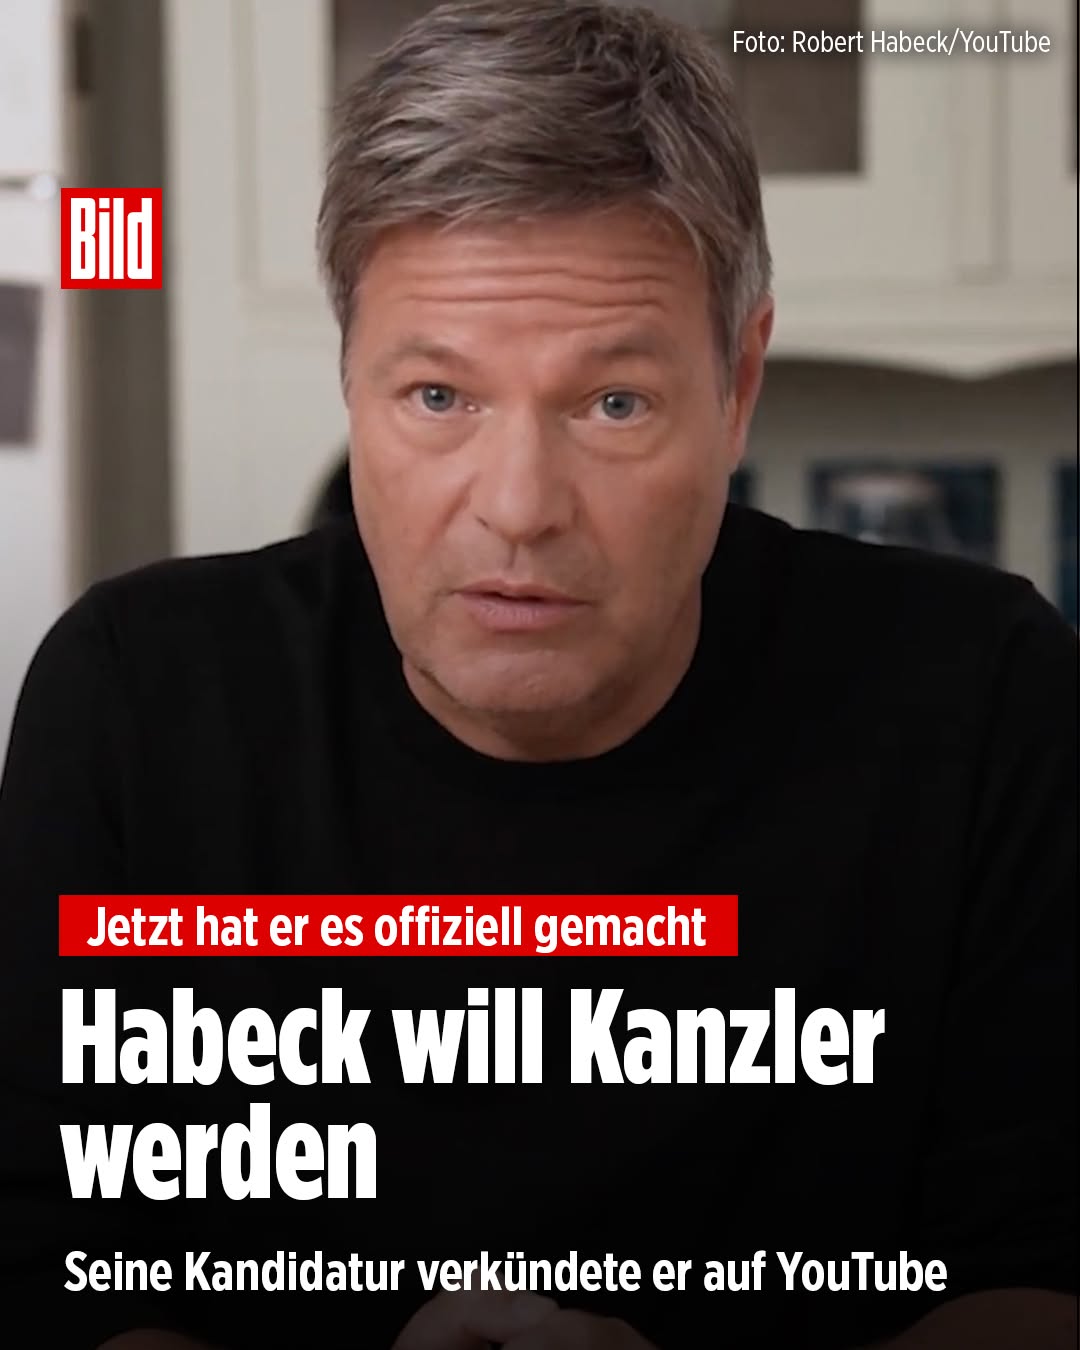 Foto: Robert Habeck/YouTube
Bild
Jetzt hat er es offiziell gemacht
Habeck will Kanzler
werden
Seine Kandidatur verkündete er auf YouTube